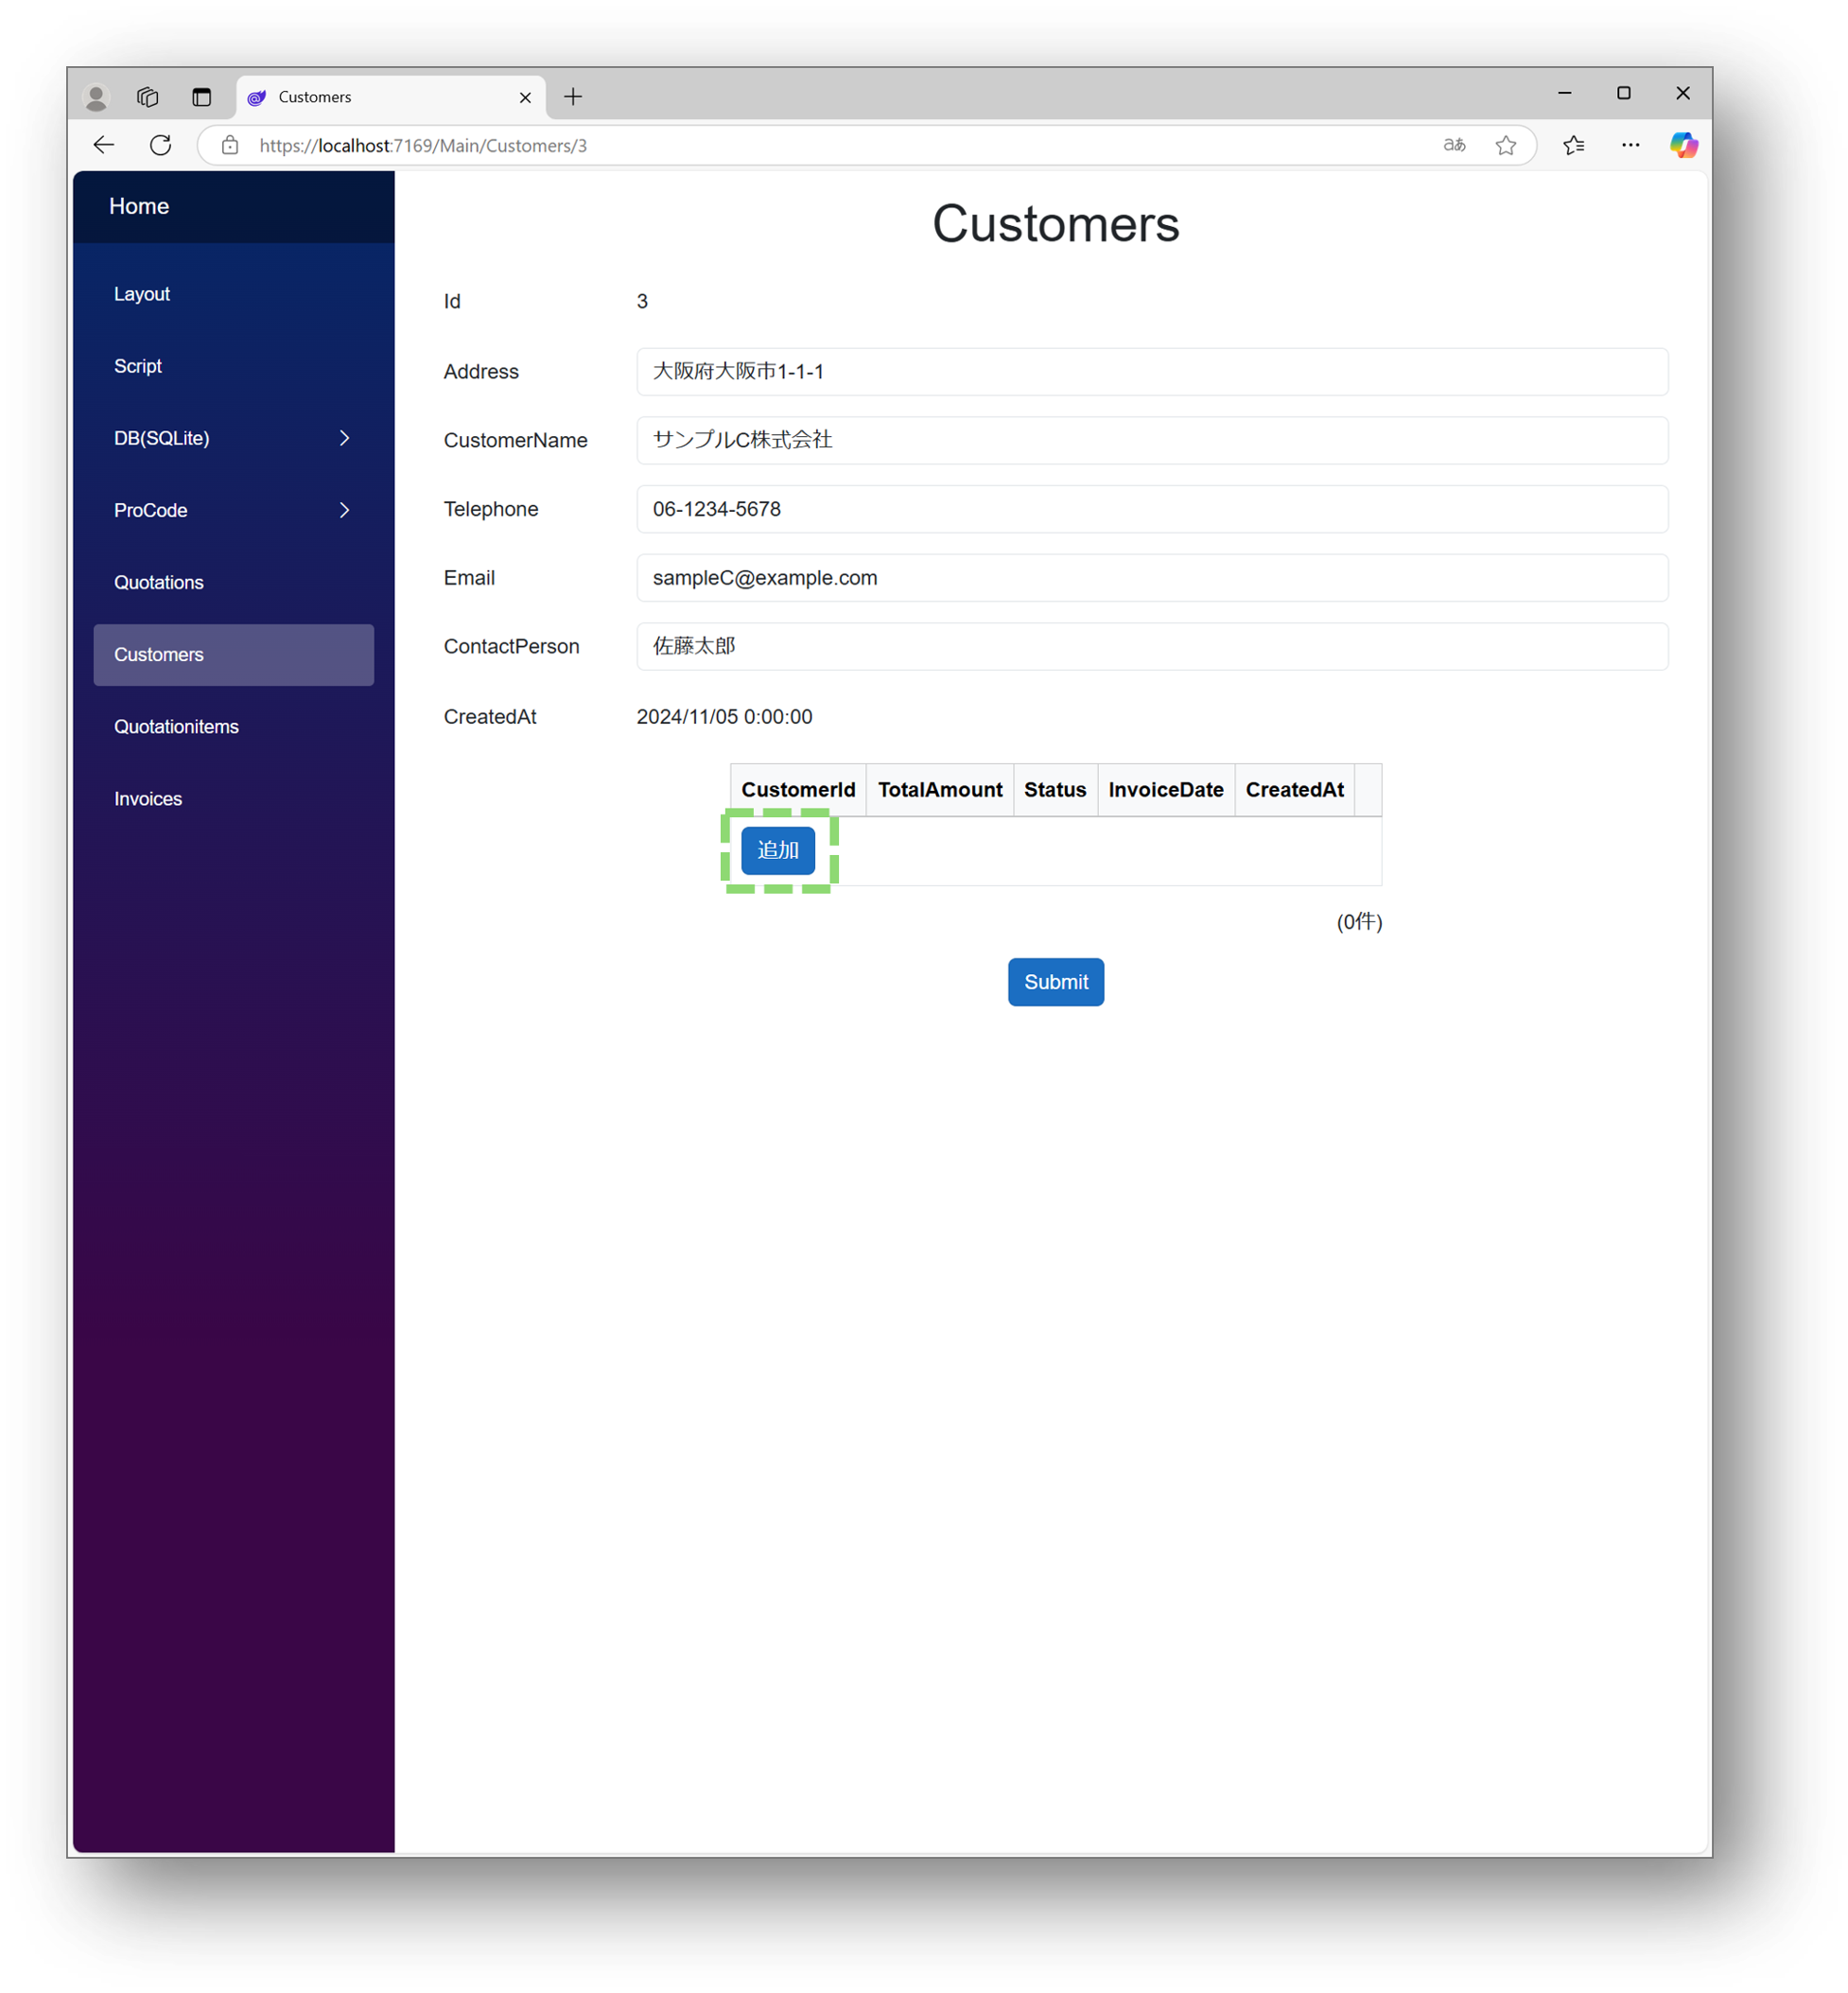 Customers
https://localhost:7169/Main/Customers/3
aあ
Home
Layout
Script
DB(SQLite)
ProCode
Quotations
Customers
Quotationitems
Invoices
Customers
Id 3
Address 大阪府大阪市1-1-1
CustomerName サンプルC株式会社
Telephone 06-1234-5678
Email sampleC@example.com
ContactPerson 佐藤太郎
CreatedAt 2024/11/05 0:00:00
CustomerId TotalAmount Status InvoiceDate CreatedAt
追加
(0件)
Submit